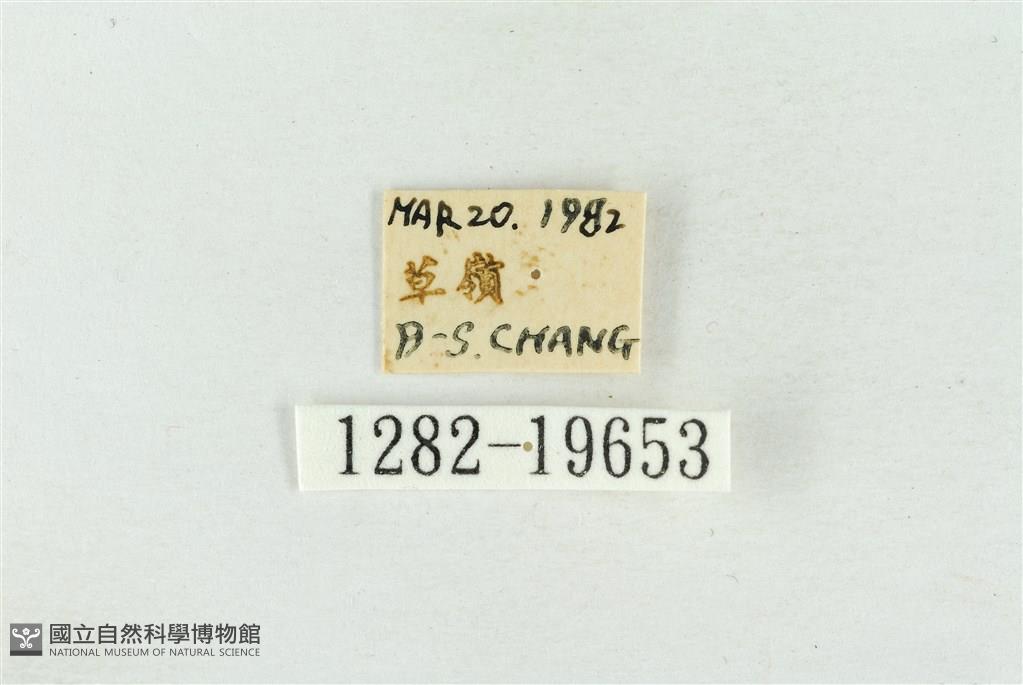 MAR 20. 1982
草嶺
B-S. CHANG
1282-19653
國立自然科學博物館
NATIONAL MUSEUM OF NATURAL SCIENCE